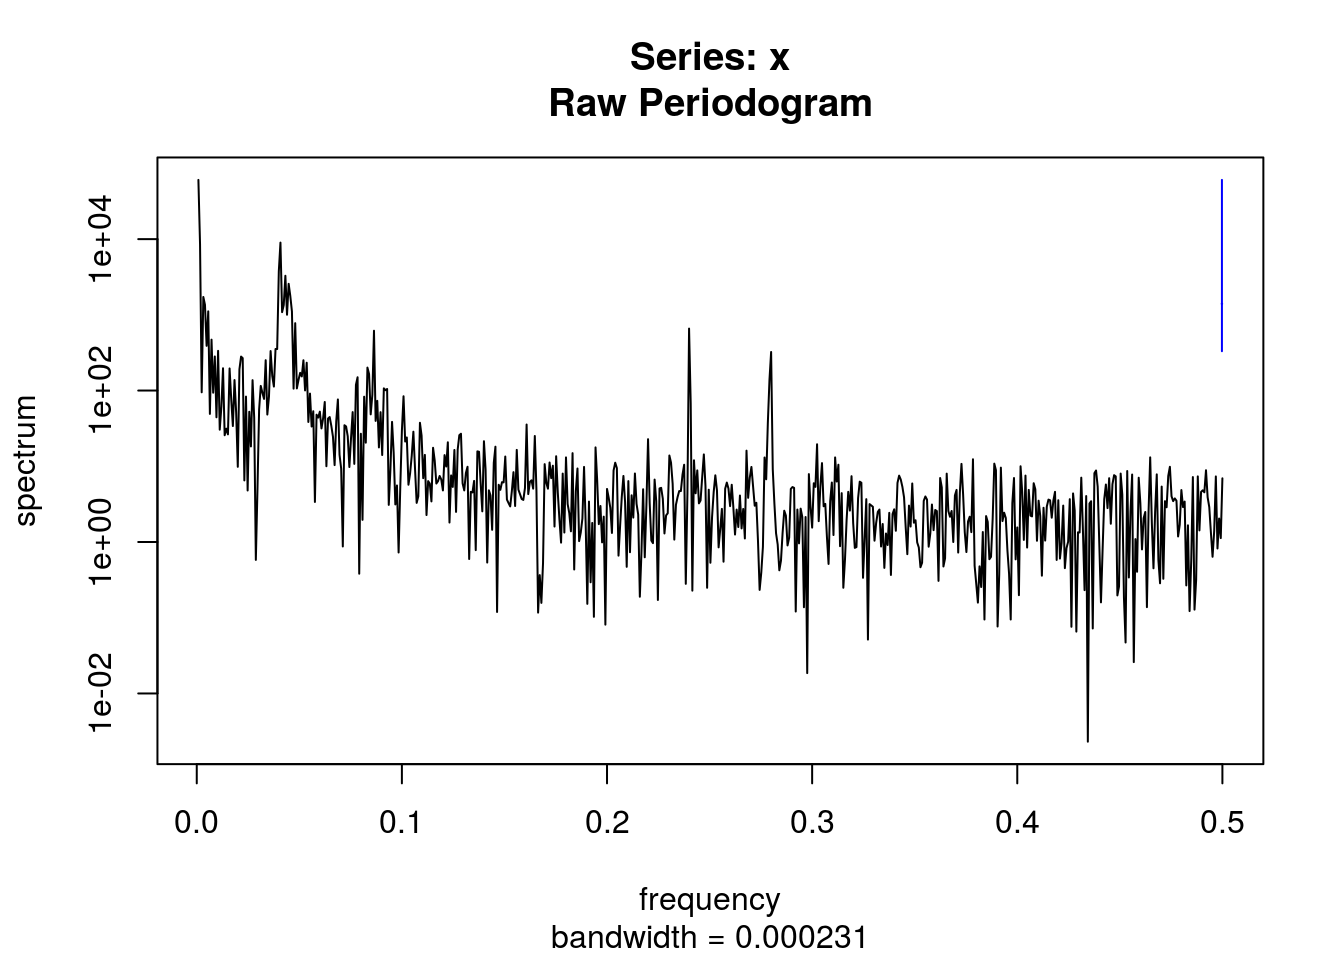 Series: x
Raw Periodogram
spectrum
1e+04
1e+02
1e+00
1e-02
0.0 0.1 0.2 0.3 0.4 0.5
frequency
bandwidth = 0.000231